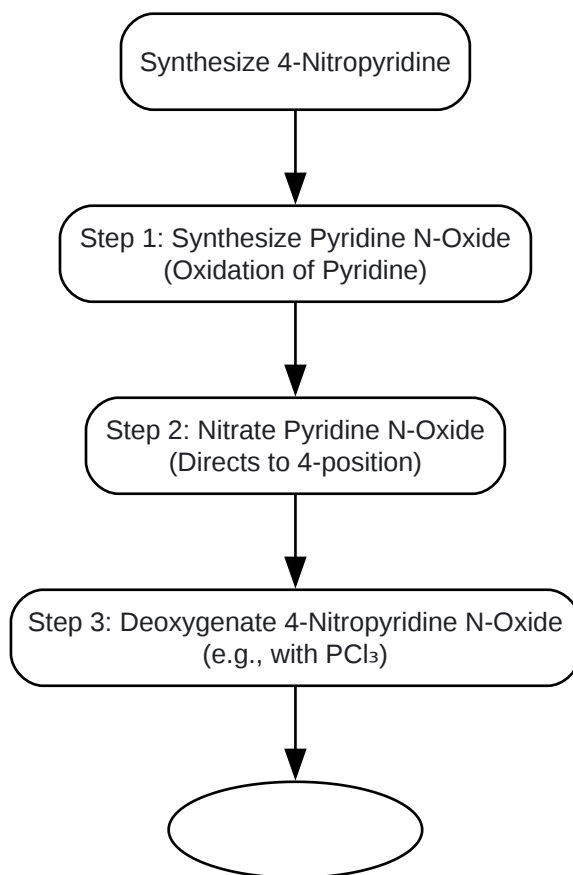 Synthesize 4-Nitropyridine
Step 1: Synthesize Pyridine N-Oxide
(Oxidation of Pyridine)
Step 2: Nitrate Pyridine N-Oxide
(Directs to 4-position)
Step 3: Deoxygenate 4-Nitropyridine N-Oxide
(e.g., with PCl₃)